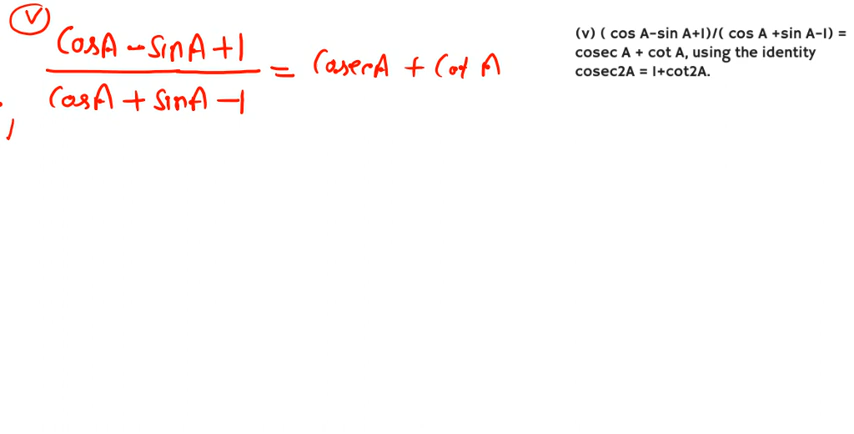 (v)
CosA - sinA + 1
CosA + sinA - 1
= CosecA + Cot A
(v) ( cos A-sin A+1)/( cos A +sin A-1) =
cosec A + cot A, using the identity
cosec2A = 1+cot2A.